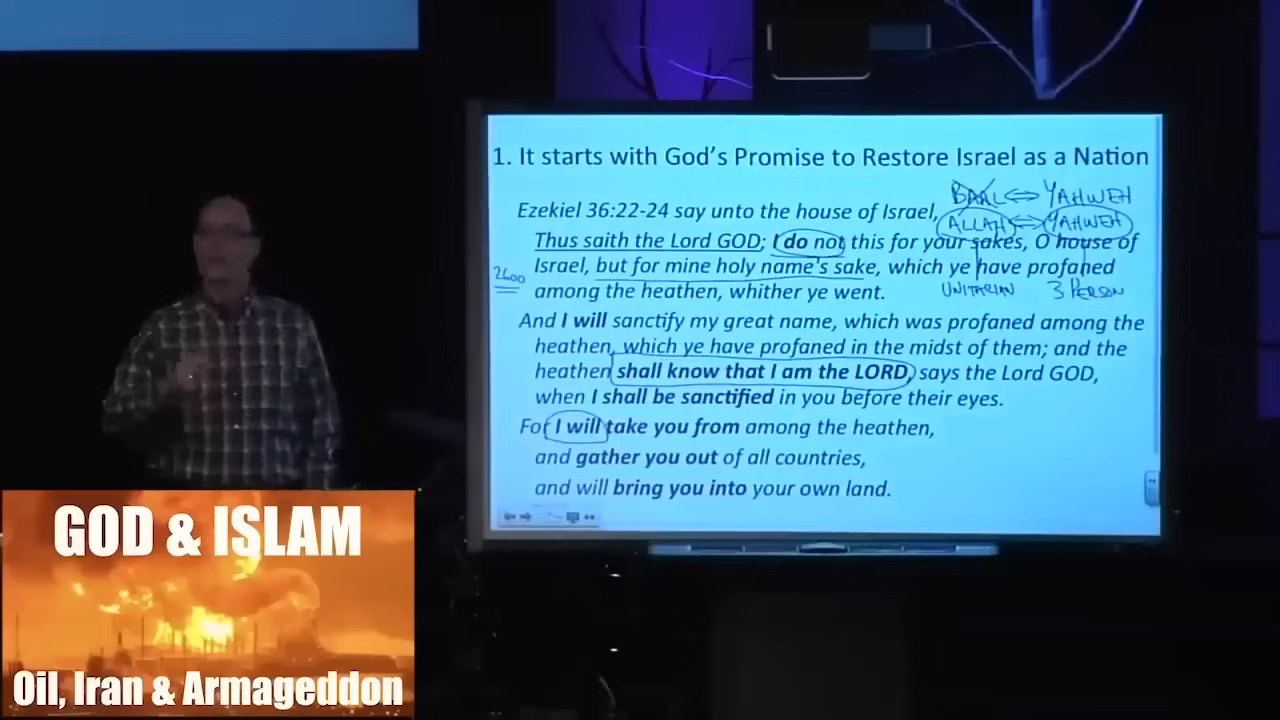 1. It starts with God's Promise to Restore Israel as a Nation
BAAL ⇔ YAHWEH
Ezekiel 36:22-24 say unto the house of Israel,
ALLAH ⇔ YAHWEH
Thus saith the Lord GOD; I do not this for your sakes, O house of
Israel, but for mine holy name's sake, which ye have profaned
2600
among the heathen, whither ye went.
UNITARIAN 3 PERSON
And I will sanctify my great name, which was profaned among the
heathen, which ye have profaned in the midst of them; and the
heathen shall know that I am the LORD, says the Lord GOD,
when I shall be sanctified in you before their eyes.
For I will take you from among the heathen,
and gather you out of all countries,
and will bring you into your own land.
GOD & ISLAM
Oil, Iran & Armageddon